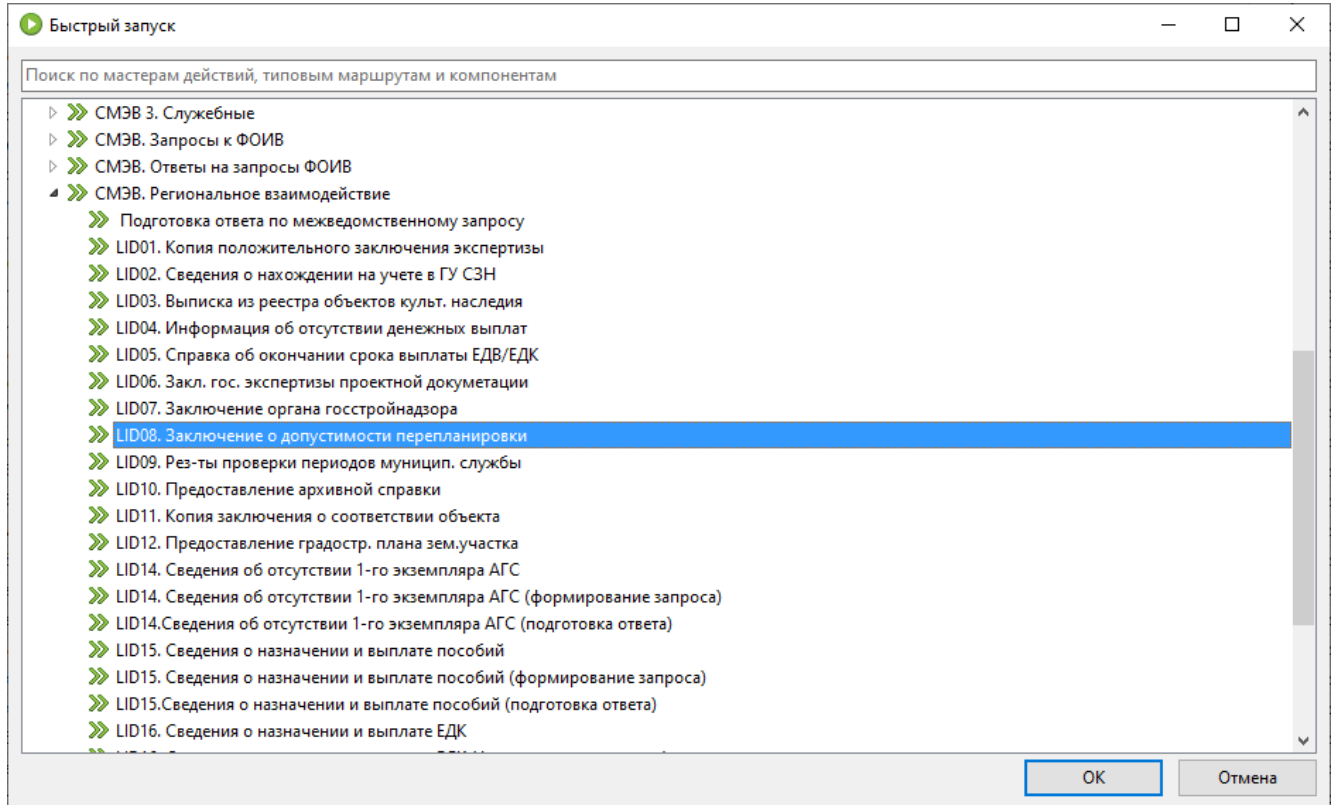 Быстрый запуск
Поиск по мастерам действий, типовым маршрутам и компонентам
СМЭВ 3. Служебные
СМЭВ. Запросы к ФОИВ
СМЭВ. Ответы на запросы ФОИВ
СМЭВ. Региональное взаимодействие
Подготовка ответа по межведомственному запросу
LID01. Копия положительного заключения экспертизы
LID02. Сведения о нахождении на учете в ГУ СЗН
LID03. Выписка из реестра объектов культ. наследия
LID04. Информация об отсутствии денежных выплат
LID05. Справка об окончании срока выплаты ЕДВ/ЕДК
LID06. Закл. гос. экспертизы проектной докуметации
LID07. Заключение органа госстройнадзора
LID08. Заключение о допустимости перепланировки
LID09. Рез-ты проверки периодов муницип. службы
LID10. Предоставление архивной справки
LID11. Копия заключения о соответствии объекта
LID12. Предоставление градостр. плана зем.участка
LID14. Сведения об отсутствии 1-го экземпляра АГС
LID14. Сведения об отсутствии 1-го экземпляра АГС (формирование запроса)
LID14.Сведения об отсутствии 1-го экземпляра АГС (подготовка ответа)
LID15. Сведения о назначении и выплате пособий
LID15. Сведения о назначении и выплате пособий (формирование запроса)
LID15.Сведения о назначении и выплате пособий (подготовка ответа)
LID16. Сведения о назначении и выплате ЕДК
ОК
Отмена